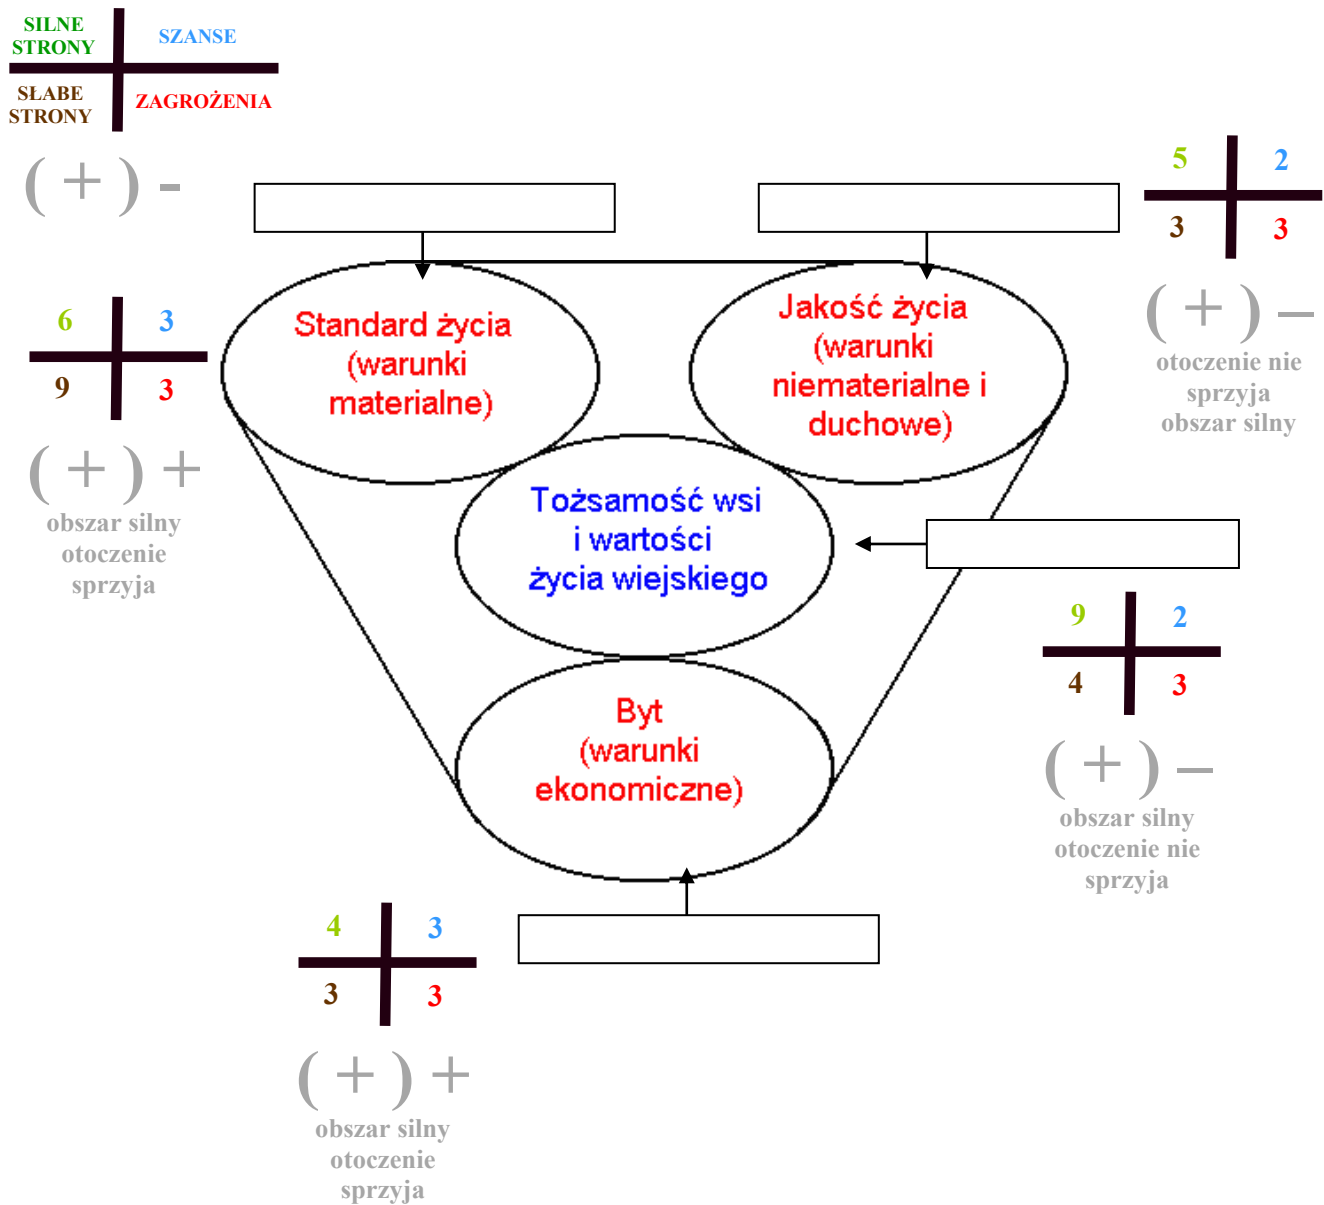 SILNE
STRONY
SZANSE
SŁABE
STRONY
ZAGROŻENIA
( + ) -
5
2
3
3
( + ) –
otoczenie nie
sprzyja
obszar silny
6
3
9
3
( + ) +
obszar silny
otoczenie
sprzyja
Standard życia
(warunki
materialne)
Jakość życia
(warunki
niematerialne i
duchowe)
Tożsamość wsi
i wartości
życia wiejskiego
9
2
4
3
( + ) –
obszar silny
otoczenie nie
sprzyja
Byt
(warunki
ekonomiczne)
4
3
3
3
( + ) +
obszar silny
otoczenie
sprzyja